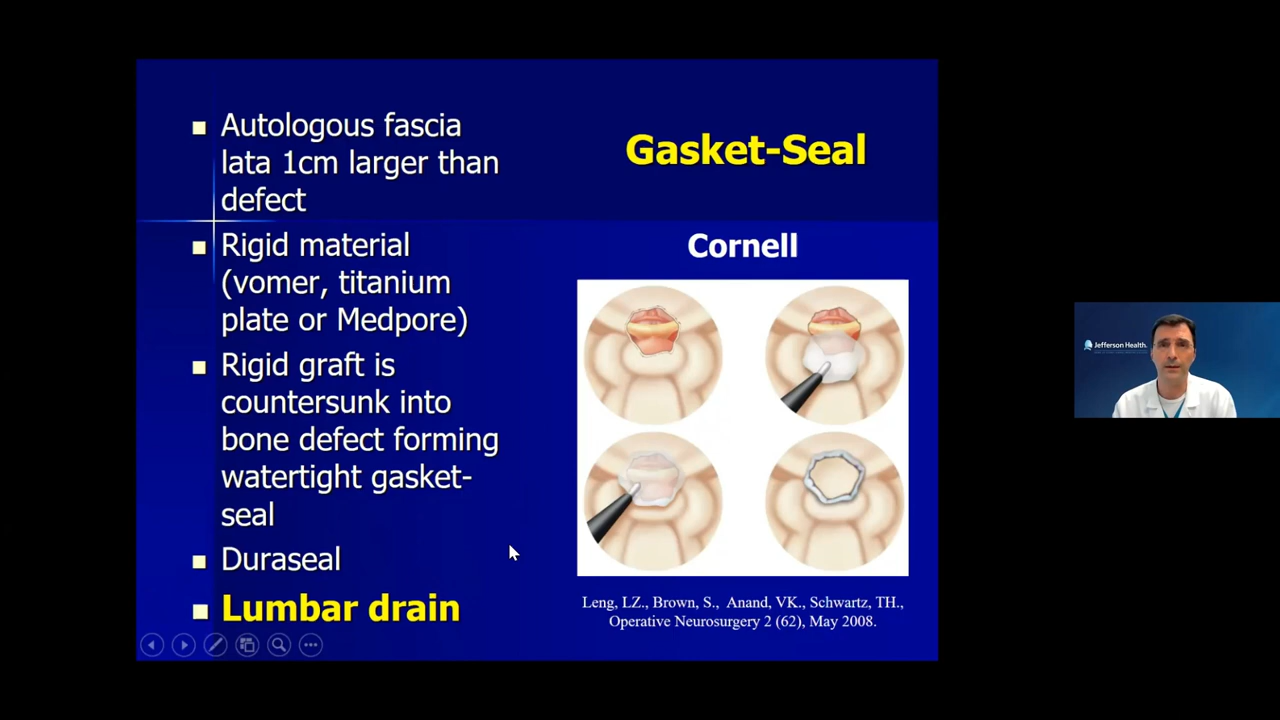 Autologous fascia
lata 1cm larger than
defect
Rigid material
(vomer, titanium
plate or Medpore)
Rigid graft is
countersunk into
bone defect forming
watertight gasket-
seal
Duraseal
Lumbar drain
Gasket-Seal
Cornell
Leng, LZ., Brown, S., Anand, VK., Schwartz, TH.,
Operative Neurosurgery 2 (62), May 2008.
Jefferson Health.